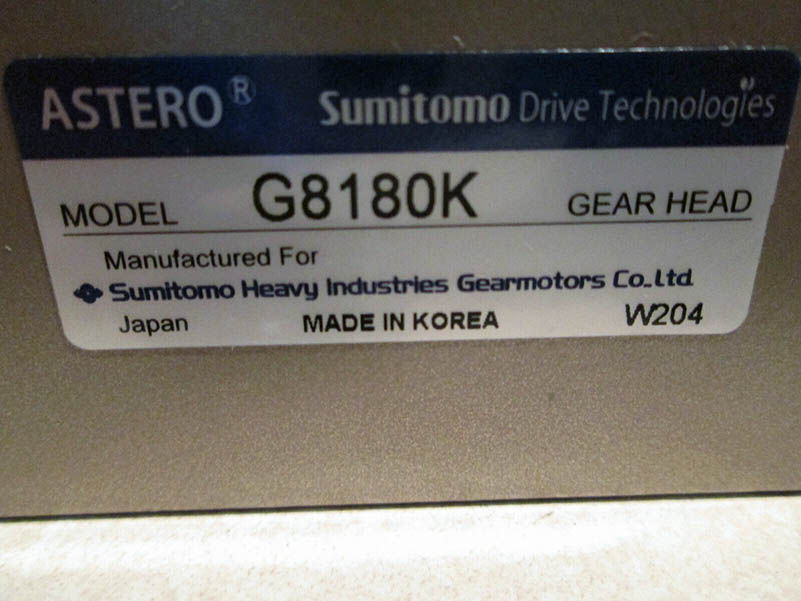 ASTERO® Sumitomo Drive Technologies
MODEL G8180K GEAR HEAD
Manufactured For
Sumitomo Heavy Industries Gearmotors Co.Ltd
Japan MADE IN KOREA W204